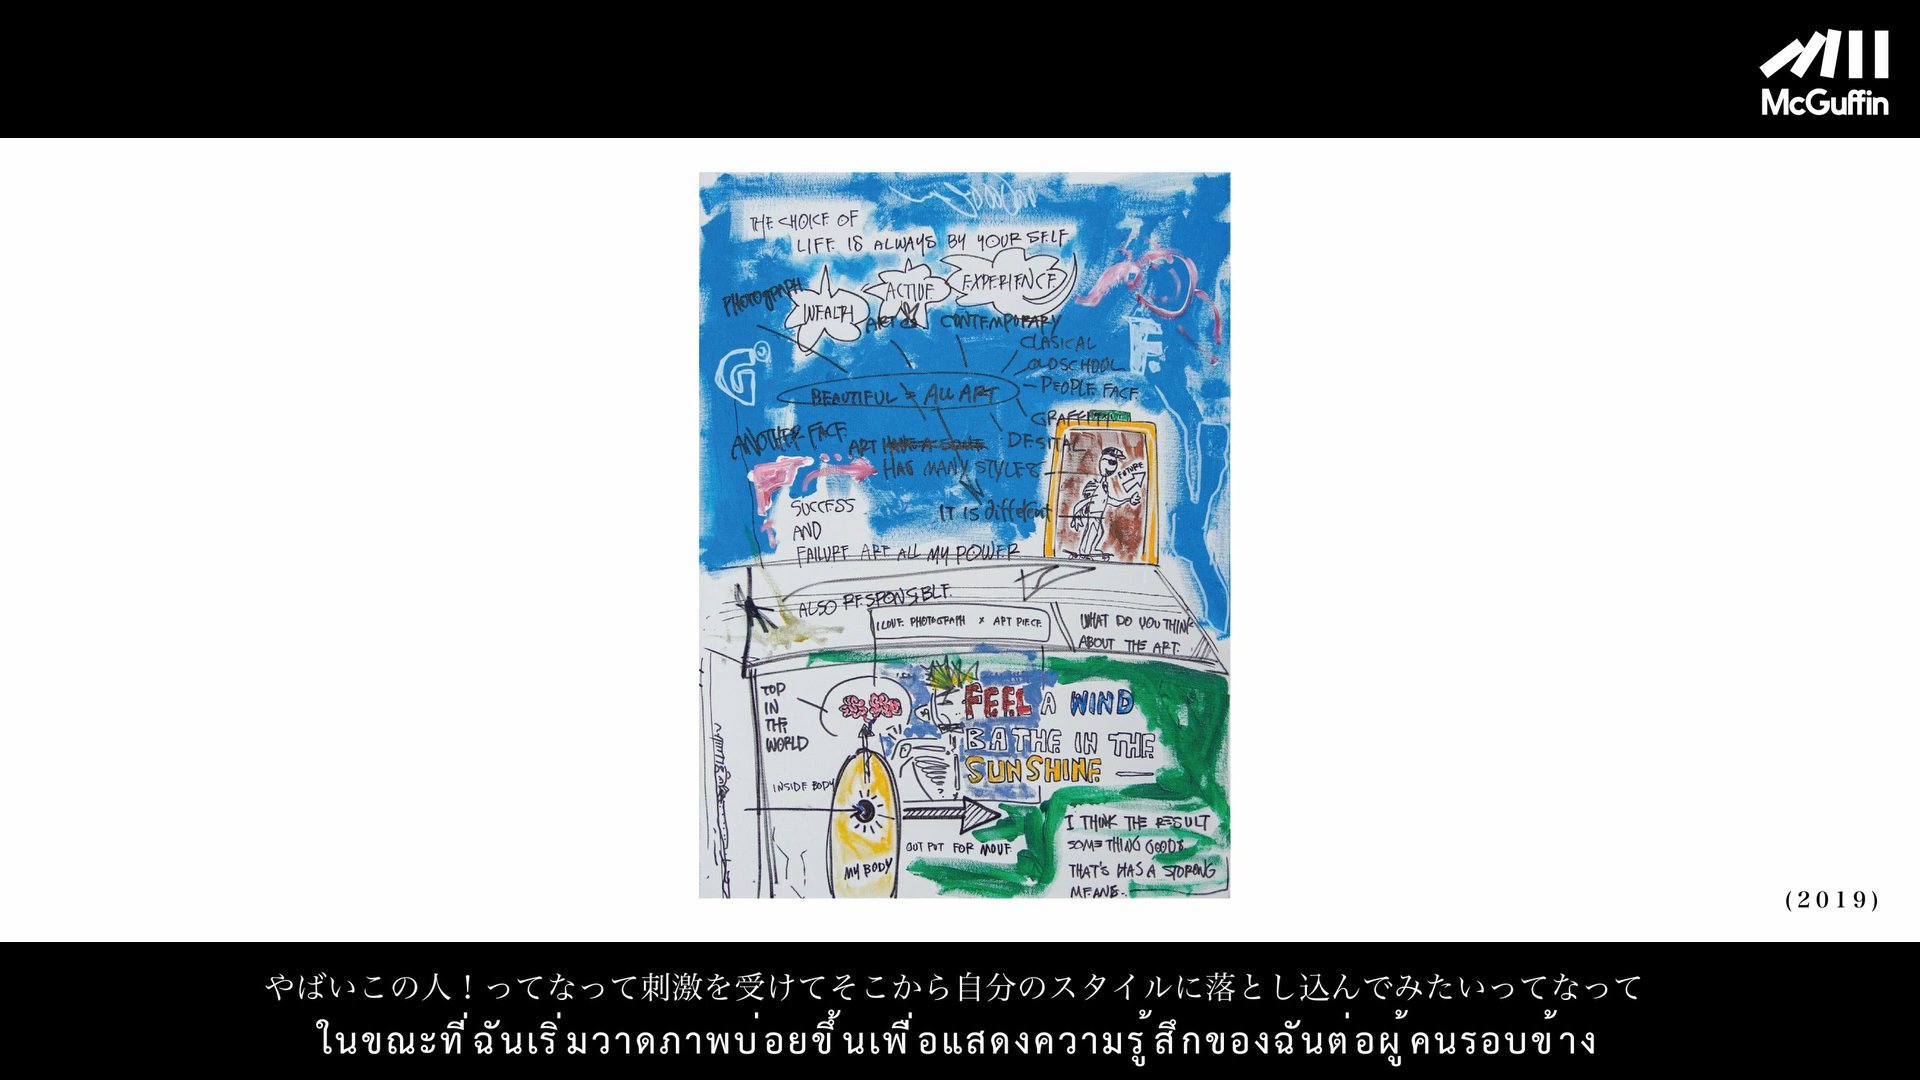 McGuffin
THE CHOICE OF
LIFE IS ALWAYS BY YOUR SELF
PHOTOGRAPH
WEALTH
ACTIVE
EXPERIENCE
ART
CONTEMPORARY
CLASICAL
OLDSCHOOL
PEOPLE FACE
BEAUTIFUL
ALL ART
GRAFFITI
ANOTHER FACE
ART
DESITAL
HAS MANY STYLES
FUTURE
SUCCESS
AND
IT IS different
FAILURE ARE ALL MY POWER
ALSO RESPONSIBLE.
I LOVE PHOTOGRAPH x ART PIECE.
WHAT DO YOU THINK
ABOUT THE ART.
TOP
IN
THE
WORLD
FEEL A WIND
BATHE IN THE
SUNSHINE —
INSIDE BODY
MY BODY
OUT PUT FOR MOVE
I THINK THE RESULT
SOMETHING GOODS
THAT'S HAS A STORONG
MEANS..
(2019)
やばいこの人！ってなって刺激を受けてそこから自分のスタイルに落とし込んでみたいってなって
ในขณะที่ฉันเริ่มวาดภาพบ่อยขึ้นเพื่อแสดงความรู้สึกของฉันต่อผู้คนรอบข้าง